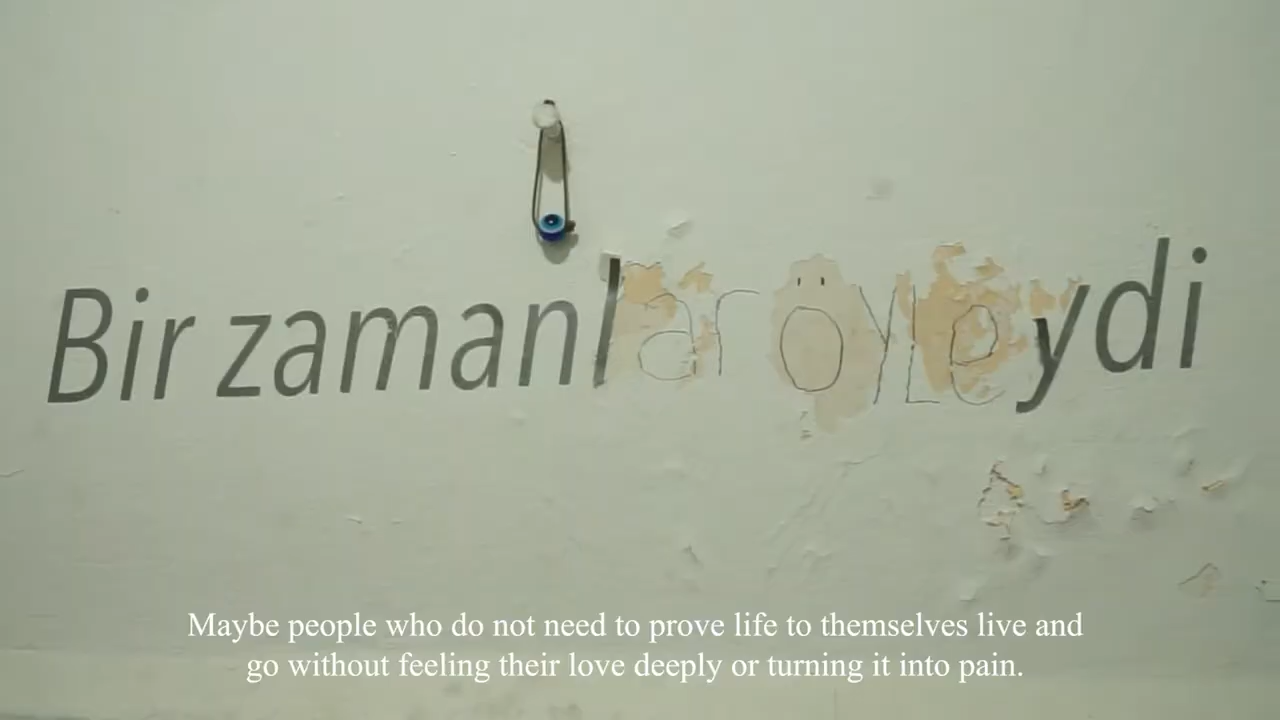 Bir zamanlar öyleydi
Maybe people who do not need to prove life to themselves live and
go without feeling their love deeply or turning it into pain.